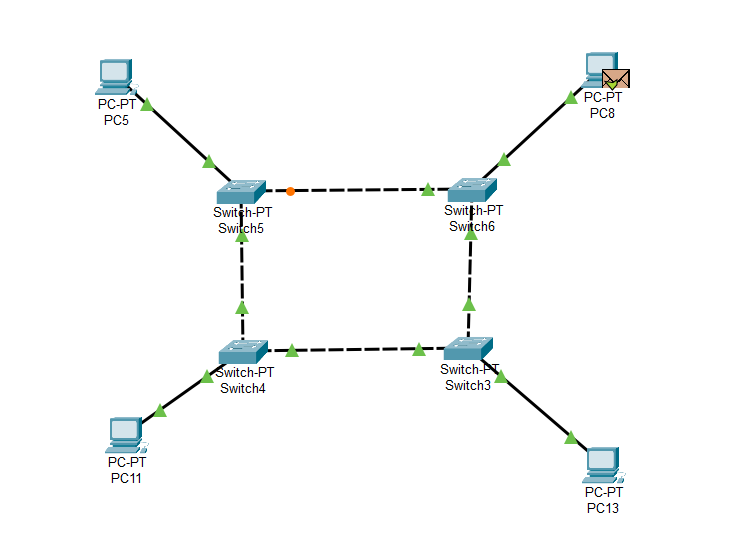 PC-PT
PC5
PC-PT
PC8
Switch-PT
Switch5
Switch-PT
Switch6
Switch-PT
Switch4
Switch-PT
Switch3
PC-PT
PC11
PC-PT
PC13